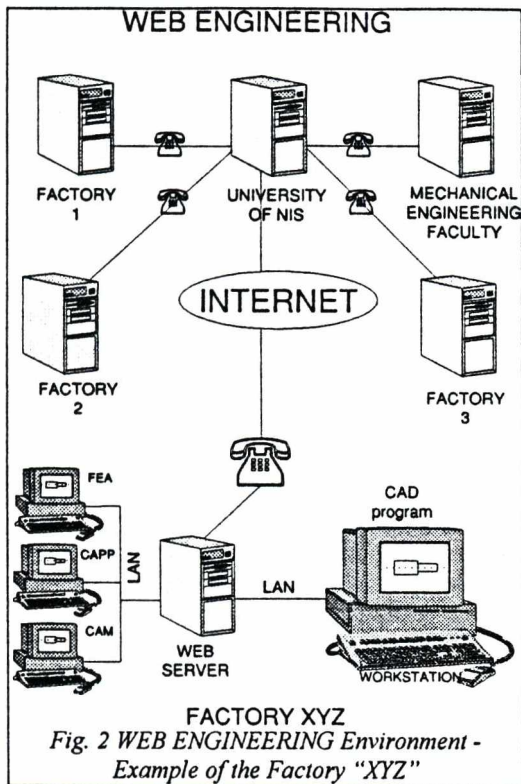 WEB ENGINEERING
FACTORY
1
UNIVERSITY
OF NIS
MECHANICAL
ENGINEERING
FACULTY
INTERNET
FACTORY
2
FACTORY
3
FEA
CAPP
CAM
LAN
WEB
SERVER
LAN
CAD
program
WORKSTATION
FACTORY XYZ
Fig. 2 WEB ENGINEERING Environment -
Example of the Factory "XYZ"